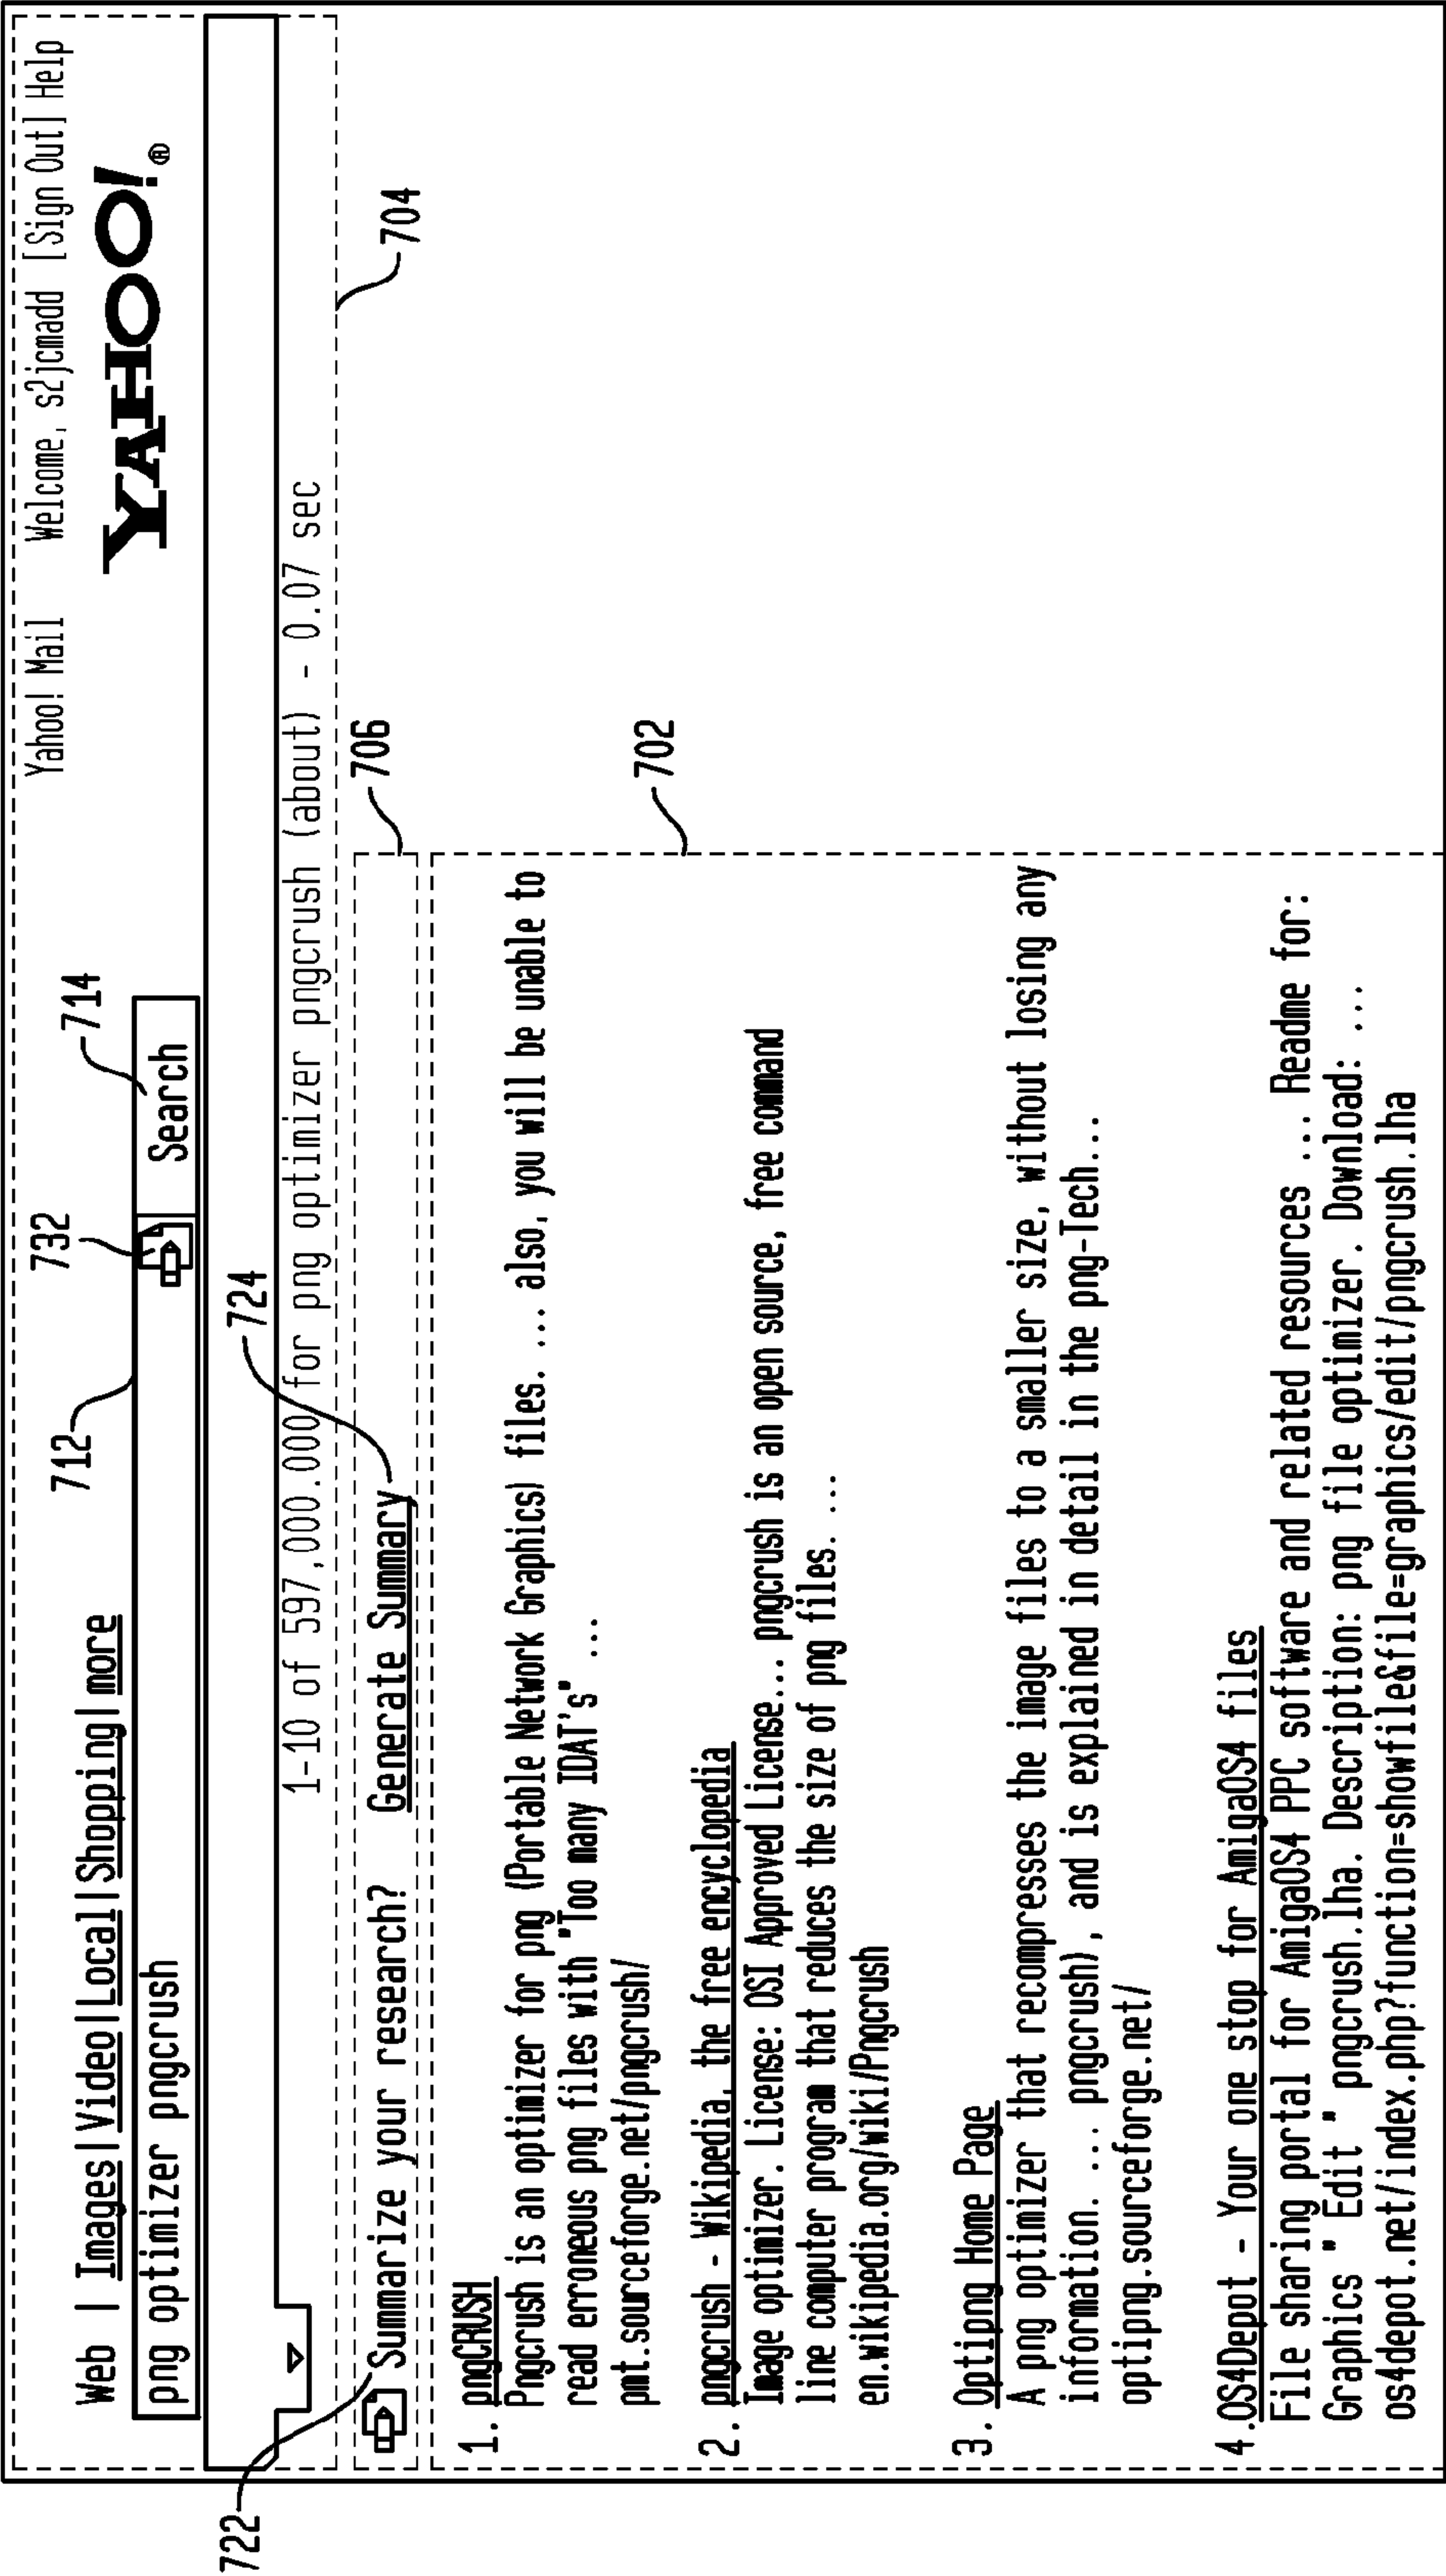 Yahoo! Mail Welcome, s2jcmadd [Sign Out] Help
732
714
712
Web | Images | Video | Local | Shopping | more
png optimizer pngcrush
Search
YAHOO!®
724
722
1-10 of 597,000.000 for png optimizer pngcrush (about) - 0.07 sec
704
706
Summarize your research? Generate Summary
702
1. pngCRUSH
Pngcrush is an optimizer for png (Portable Network Graphics) files. ... also, you will be unable to
read erroneous png files with "Too many IDAT's" ...
pmt.sourceforge.net/pngcrush/
2. pngcrush - Wikipedia, the free encyclopedia
Image optimizer. License: OSI Approved License... pngcrush is an open source, free command
line computer program that reduces the size of png files. ...
en.wikipedia.org/wiki/Pngcrush
3. Optipng Home Page
A png optimizer that recompresses the image files to a smaller size, without losing any
information. ... pngcrush), and is explained in detail in the png-Tech...
optipng.sourceforge.net/
4. OS4Depot - Your one stop for AmigaOS4 files
File sharing portal for AmigaOS4 PPC software and related resources ... Readme for:
Graphics " Edit " pngcrush.lha. Description: png file optimizer. Download: ...
os4depot.net/index.php?function=showfile&file=graphics/edit/pngcrush.lha